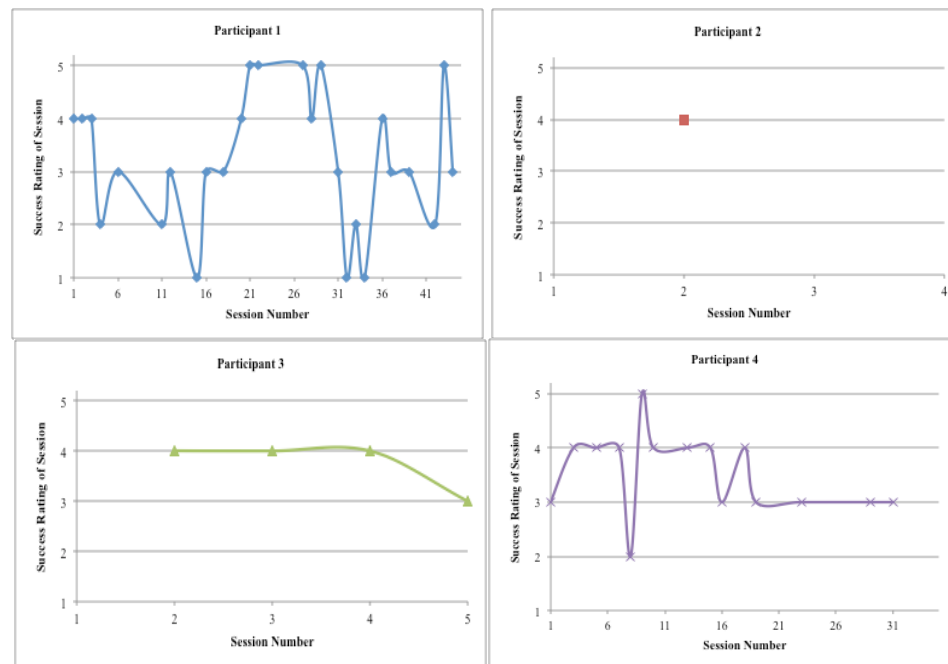 Participant 1
Success Rating of Session
5
4
3
2
1
1 6 11 16 21 26 31 36 41
Session Number
Participant 2
Success Rating of Session
5
4
3
2
1
1 2 3 4
Session Number
Participant 3
Success Rating of Session
5
4
3
2
1
1 2 3 4 5
Session Number
Participant 4
Success Rating of Session
5
4
3
2
1
1 6 11 16 21 26 31
Session Number